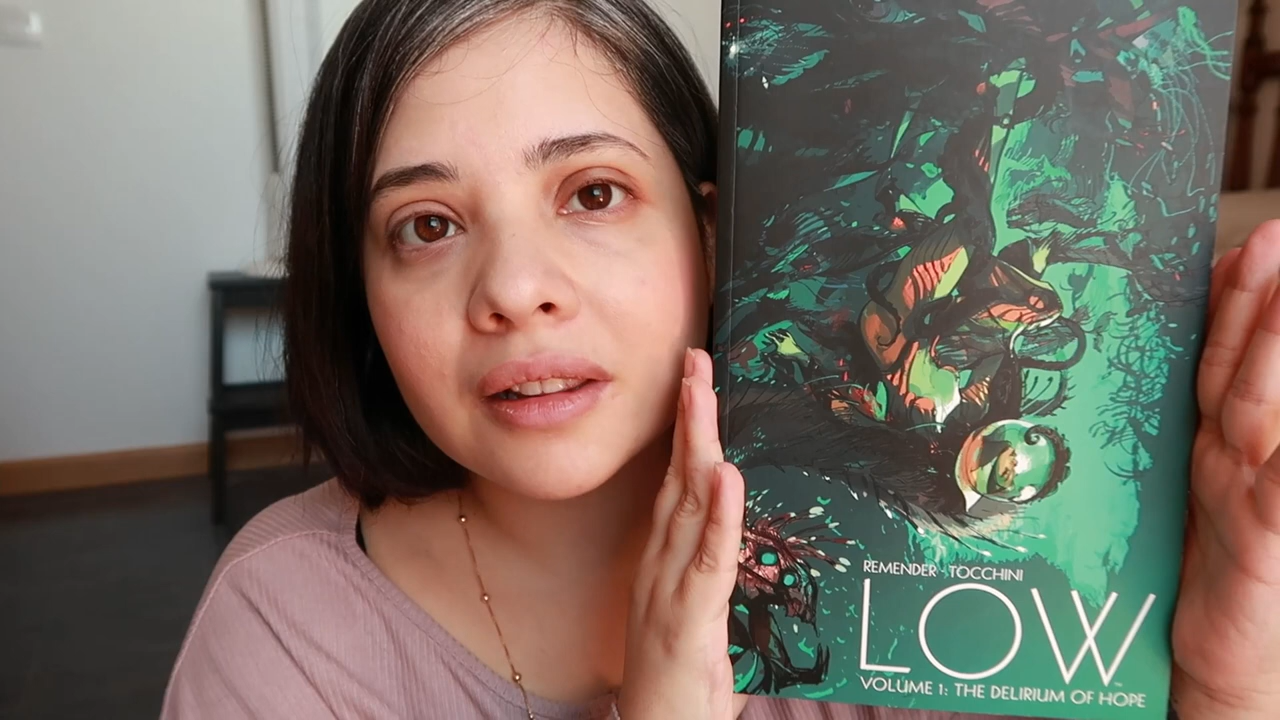 REMENDER TOCCHINI
LOW
VOLUME 1: THE DELIRIUM OF HOPE